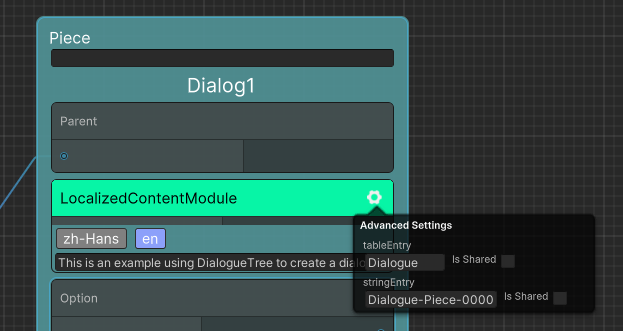 Piece
Dialog1
Parent
LocalizedContentModule
zh-Hans
en
This is an example using DialogueTree to create a
Advanced Settings
tableEntry
Dialogue
Is Shared
stringEntry
Dialogue-Piece-0000
Is Shared
Option